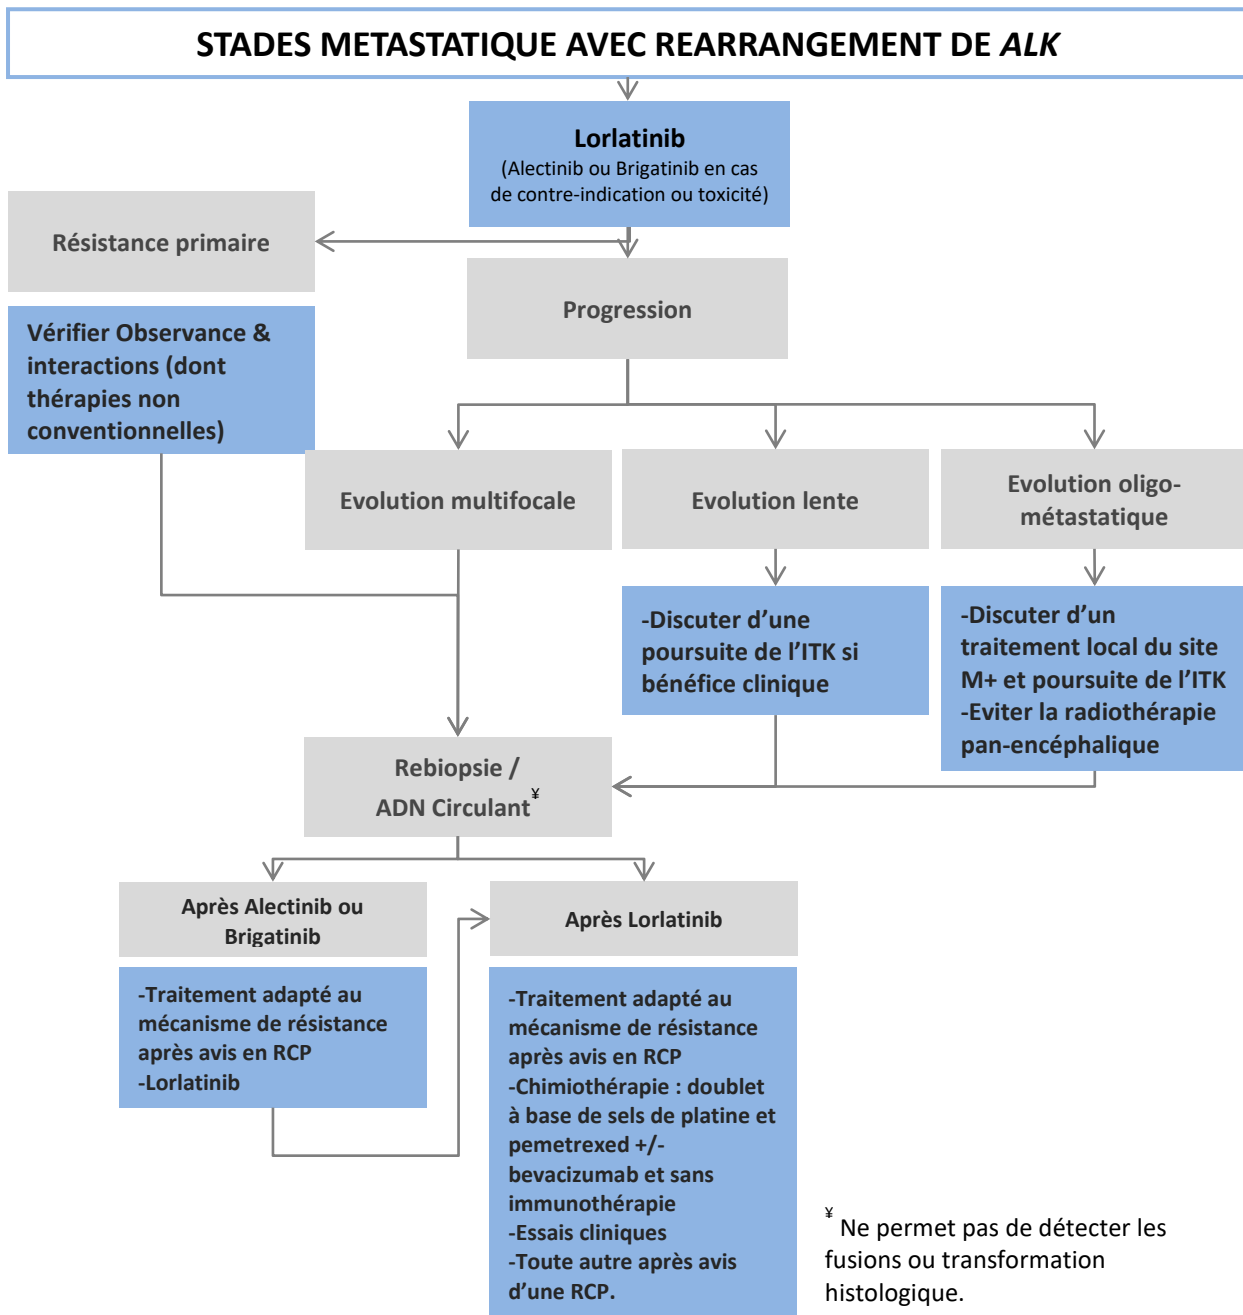 STADES METASTATIQUE AVEC REARRANGEMENT DE ALK
Lorlatinib
(Alectinib ou Brigatinib en cas
de contre-indication ou toxicité)
Résistance primaire
Progression
Vérifier Observance &
interactions (dont
thérapies non
conventionnelles)
Evolution multifocale
Evolution lente
Evolution oligo-
métastatique
-Discuter d’une
poursuite de l’ITK si
bénéfice clinique
-Discuter d’un
traitement local du site
M+ et poursuite de l’ITK
-Eviter la radiothérapie
pan-encéphalique
Rebiopsie /
ADN Circulant¥
Après Alectinib ou
Brigatinib
Après Lorlatinib
-Traitement adapté au
mécanisme de résistance
après avis en RCP
-Lorlatinib
-Traitement adapté au
mécanisme de résistance
après avis en RCP
-Chimiothérapie : doublet
à base de sels de platine et
pemetrexed +/-
bevacizumab et sans
immunothérapie
-Essais cliniques
-Toute autre après avis
d’une RCP.
¥ Ne permet pas de détecter les
fusions ou transformation
histologique.